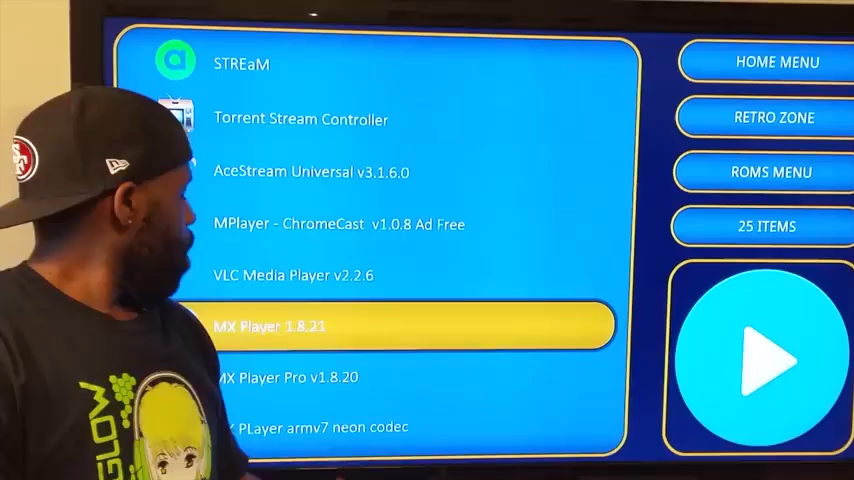 STREaM
Torrent Stream Controller
AceStream Universal v3.1.6.0
MPlayer - ChromeCast v1.0.8 Ad Free
VLC Media Player v2.2.6
MX Player 1.8.21
MX Player Pro v1.8.20
PLayer armv7 neon codec
HOME MENU
RETRO ZONE
ROMS MENU
25 ITEMS
GLOW
SF